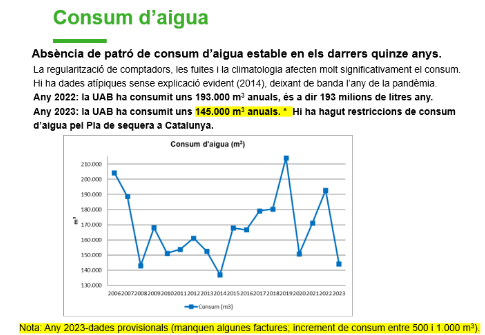 Consum d'aigua
Absència de patró de consum d'aigua estable en els darrers quinze anys.
La regularització de comptadors, les fuites i la climatologia afecten molt significativament el consum.
Hi ha dades atípiques sense explicació evident (2014), deixant de banda l'any de la pandèmia.
Any 2022: la UAB ha consumit uns 193.000 m³ anuals, és a dir 193 milions de litres any.
Any 2023: la UAB ha consumit uns 145.000 m³ anuals. * Hi ha hagut restriccions de consum
d'aigua pel Pla de sequera a Catalunya.
Consum d'aigua (m³)
210.000
200.000
190.000
180.000
170.000
160.000
150.000
140.000
130.000
m³
2006 2007 2008 2009 2010 2011 2012 2013 2014 2015 2016 2017 2018 2019 2020 2021 2022 2023
Consum (m3)
Nota: Any 2023-dades provisionals (manquen algunes factures; increment de consum entre 500 i 1.000 m³).